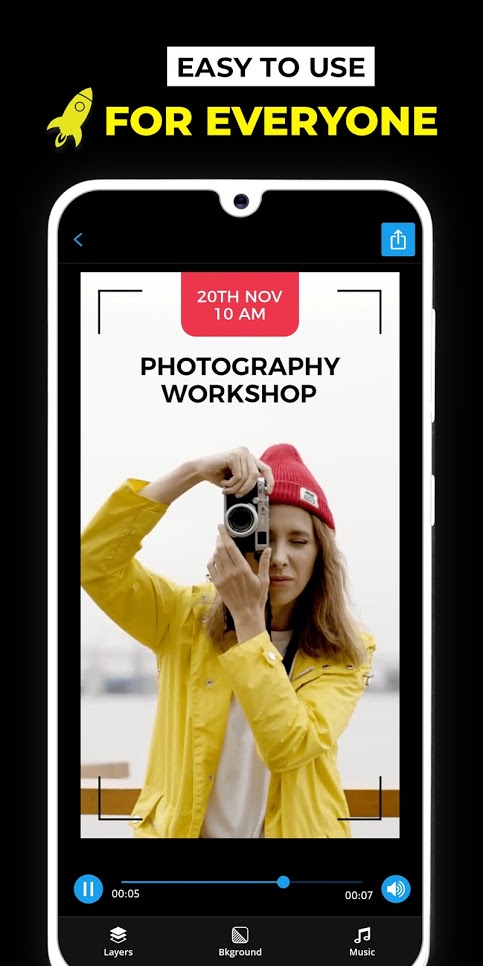 EASY TO USE
FOR EVERYONE
20TH NOV
10 AM
PHOTOGRAPHY
WORKSHOP
00:05
00:07
Layers
Bkground
Music